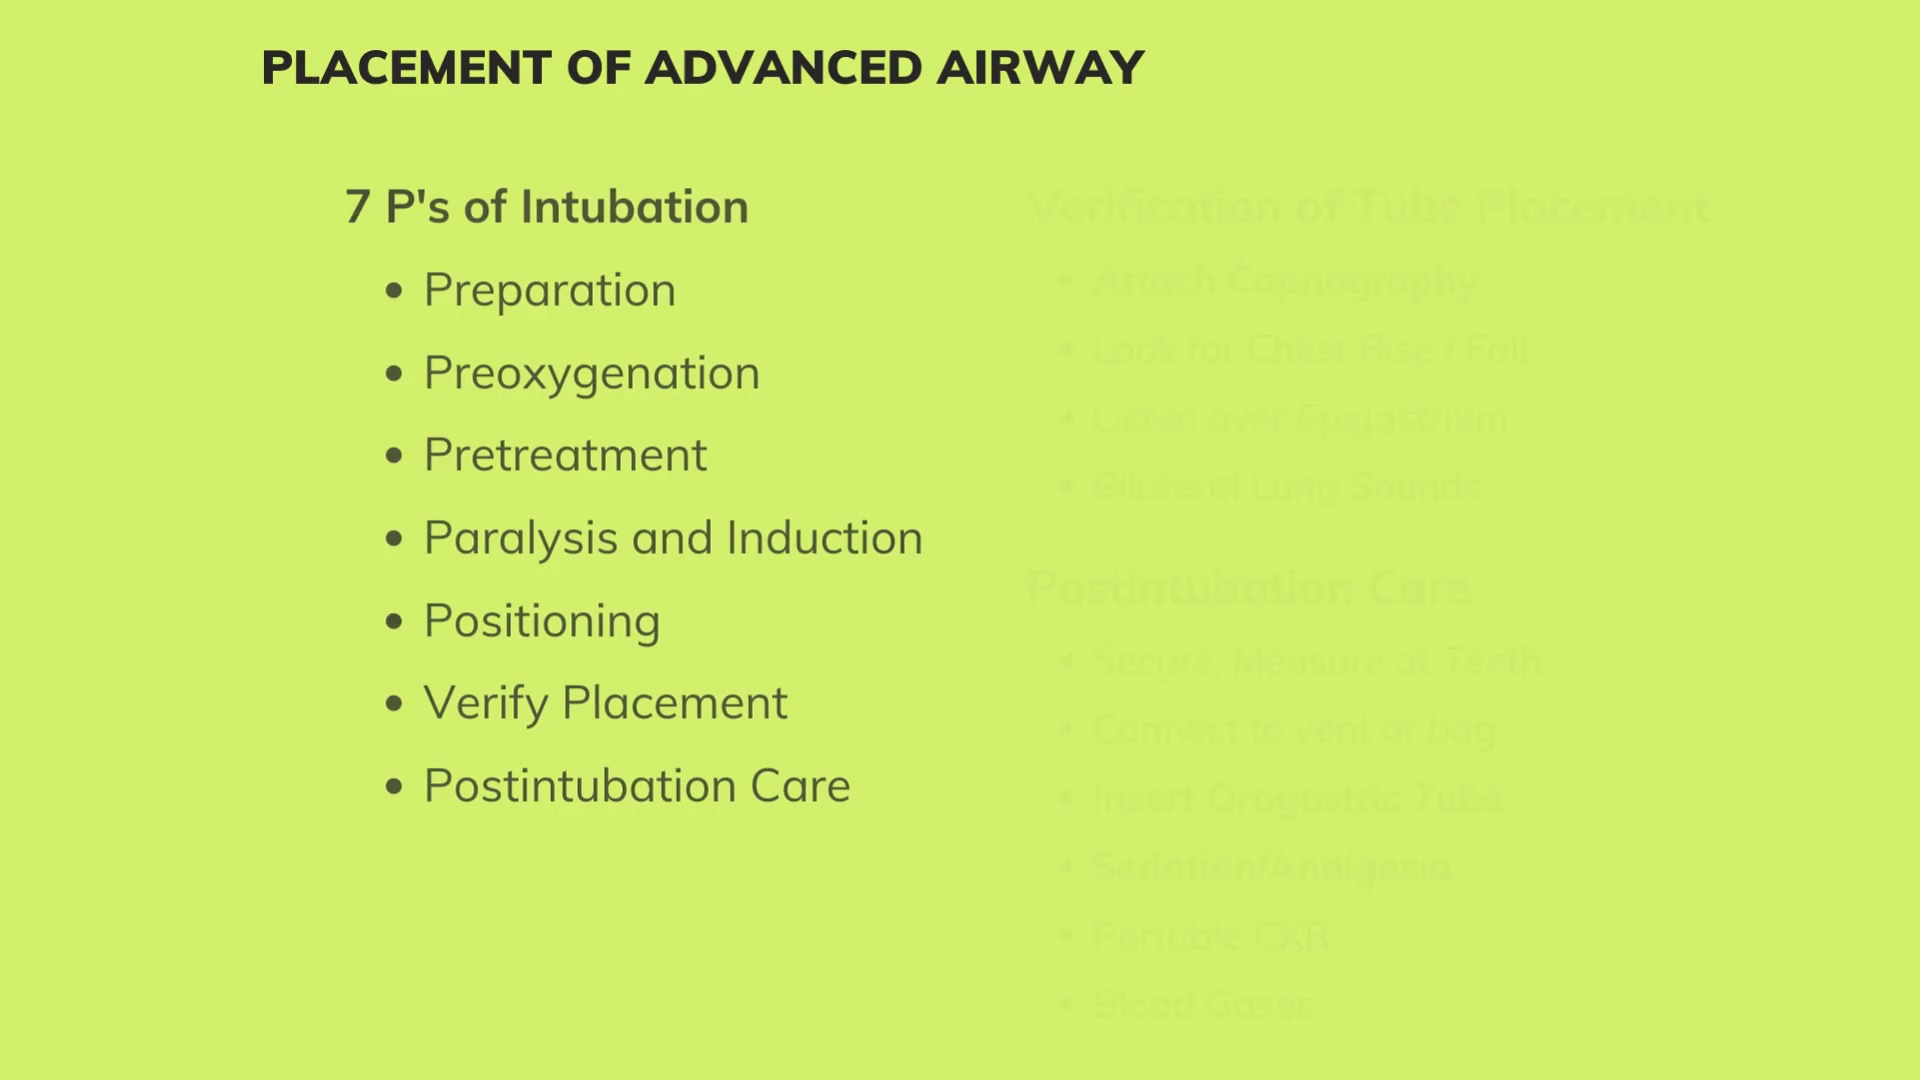 PLACEMENT OF ADVANCED AIRWAY
7 P's of Intubation
• Preparation
• Preoxygenation
• Pretreatment
• Paralysis and Induction
• Positioning
• Verify Placement
• Postintubation Care
Verification of Tube Placement
• Attach Capnography
• Look for Chest Rise / Fall
• Listen over Epigastrium
• Bilateral Lung Sounds
Postintubation Care
• Secure, Measure at Teeth
• Connect to vent or bag
• Insert Orogastric Tube
• Sedation/Analgesia
• Portable CXR
• Blood Gases